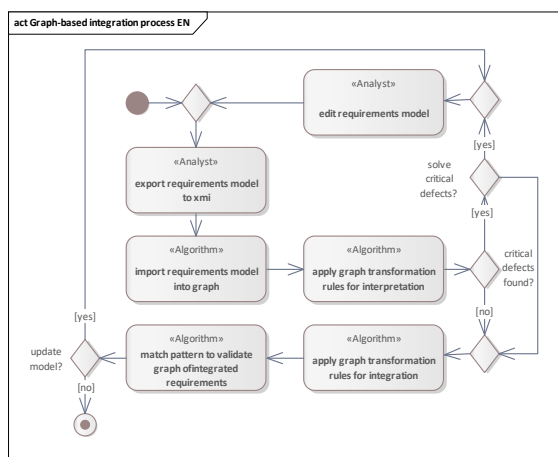 act Graph-based integration process EN
«Analyst»
edit requirements model
[yes]
solve
critical
defects?
«Analyst»
export requirements model
to xmi
[yes]
«Algorithm»
import requirements model
into graph
«Algorithm»
apply graph transformation
rules for interpretation
critical
defects
found?
[yes]
[no]
update
model?
«Algorithm»
match pattern to validate
graph ofintegrated
requirements
«Algorithm»
apply graph transformation
rules for integration
[no]